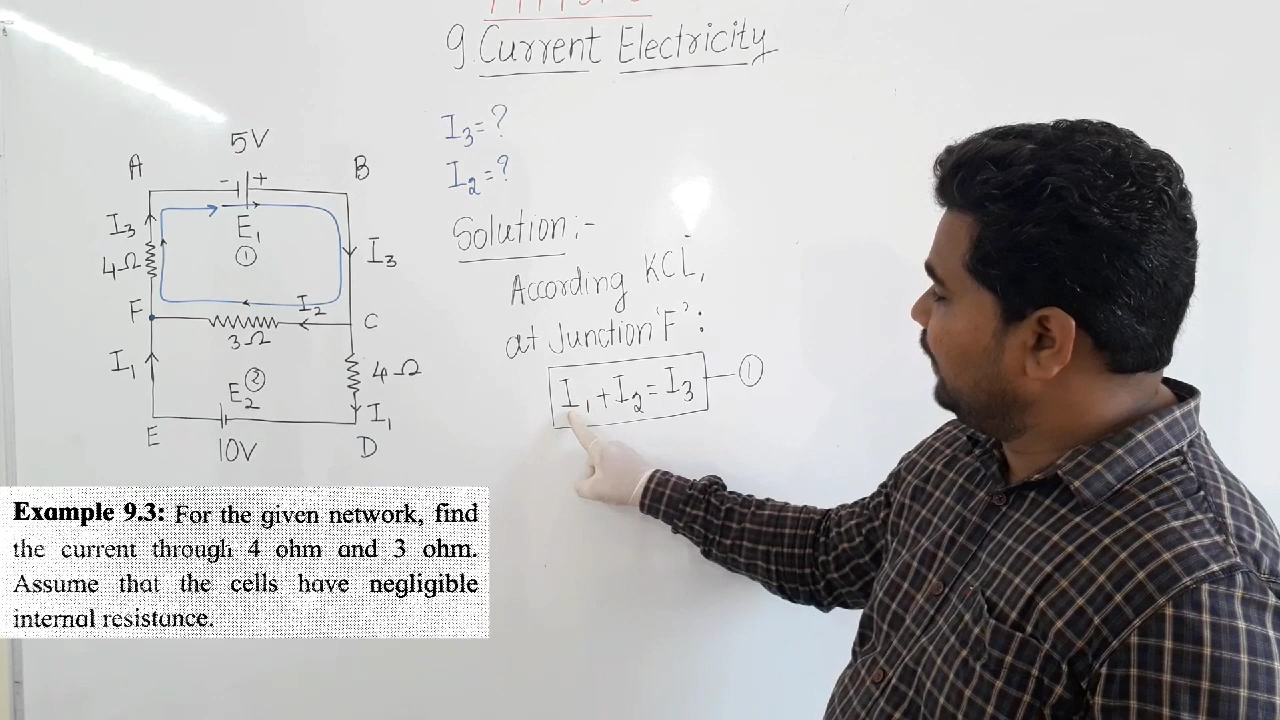 9. Current Electricity
I₃ = ?
I₂ = ?
Solution:-
According KCL,
at Junction 'F':
I₁ + I₂ = I₃ — ①
5V
A
B
- +
I₃
E₁
①
I₃
4Ω
F
I₂
C
3Ω
I₁
E₂ ②
4Ω
I₁
E
10V
D
Example 9.3: For the given network, find
the current through 4 ohm and 3 ohm.
Assume that the cells have negligible
internal resistance.